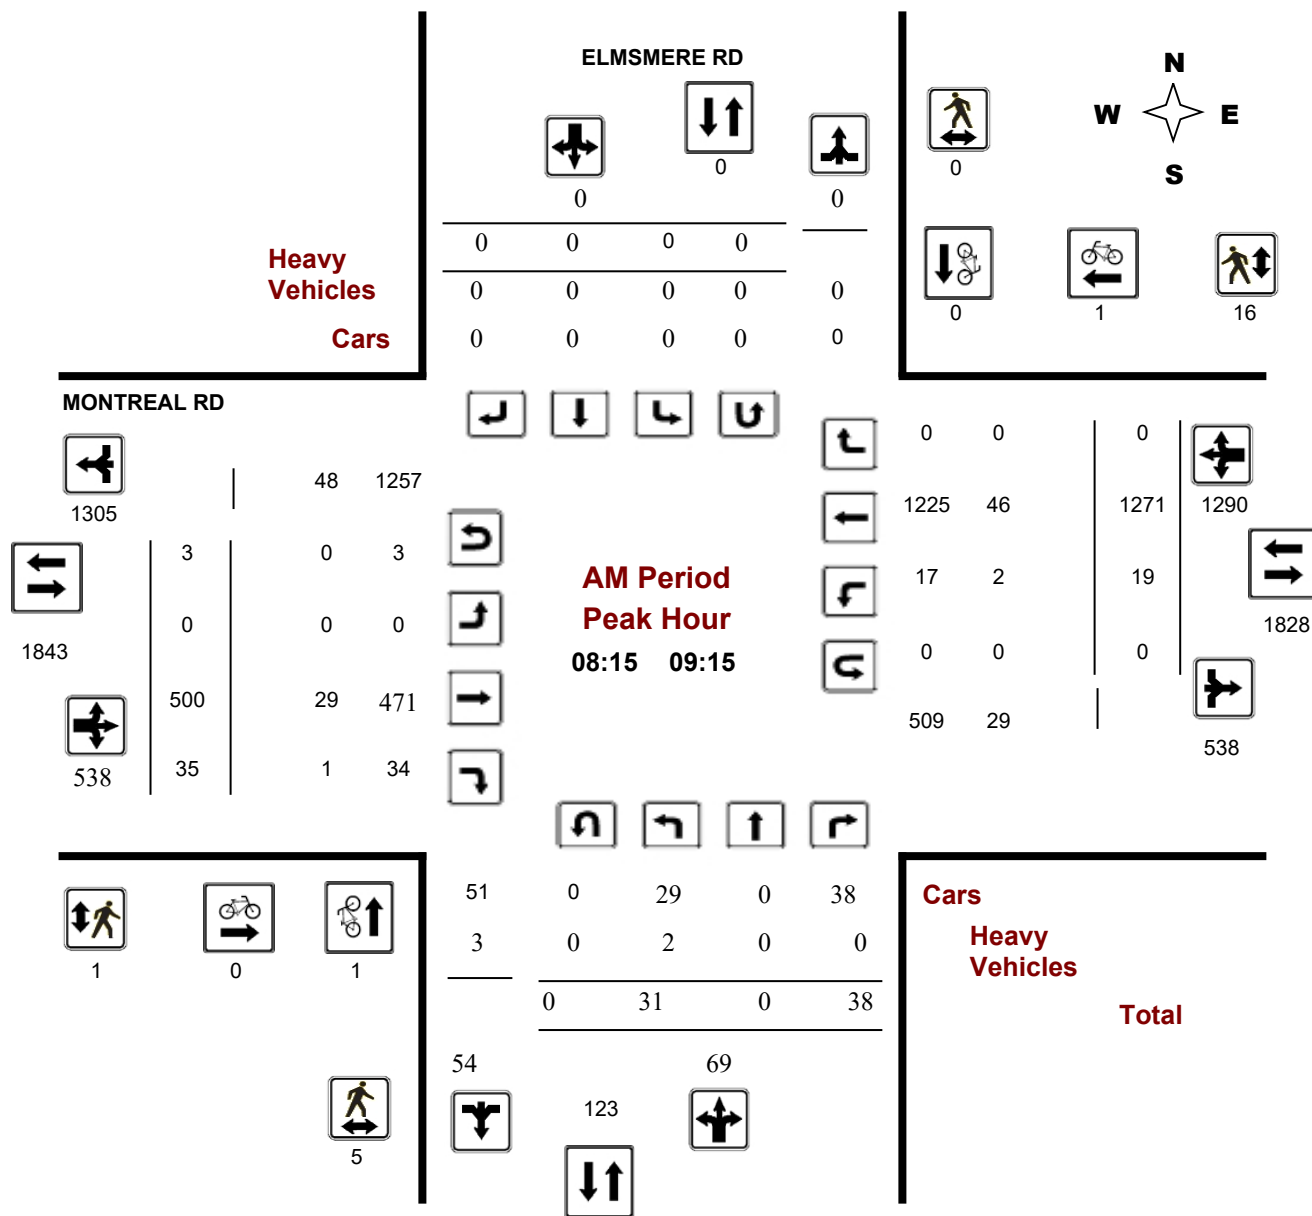 ELMSMERE RD
N
W E
S
0
0
0 0
0 0 0 0
Heavy
Vehicles
0 0 0 0 0
Cars
0 0 0 0 0
0 1 16
MONTREAL RD
1305
48 1257
3 0 3
0 0 0
1843
500 29 471
538
35 1 34
AM Period
Peak Hour
08:15 09:15
0 0 0
1225 46 1271 1290
17 2 19
1828
0 0 0
509 29
538
51 0 29 0 38
3 0 2 0 0
0 31 0 38
Cars
Heavy
Vehicles
Total
1 0 1
54 69
123
5